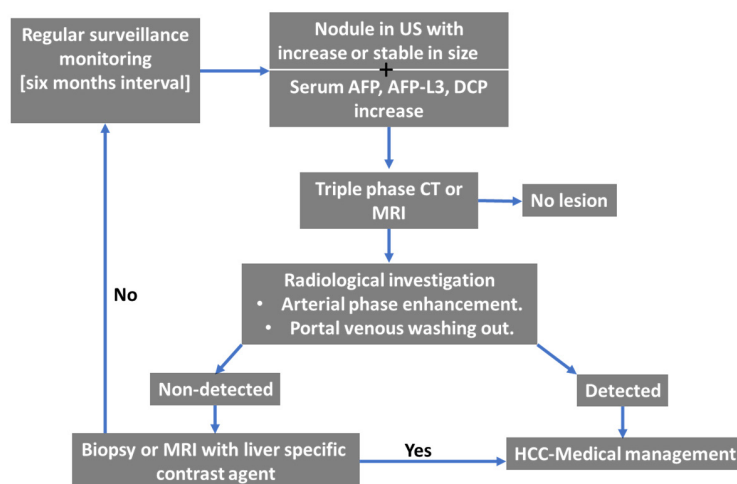 Regular surveillance
monitoring
[six months interval]
Nodule in US with
increase or stable in size
+
Serum AFP, AFP-L3, DCP
increase
Triple phase CT or
MRI
No lesion
Radiological investigation
• Arterial phase enhancement.
• Portal venous washing out.
No
Non-detected
Detected
Biopsy or MRI with liver specific
contrast agent
Yes
HCC-Medical management